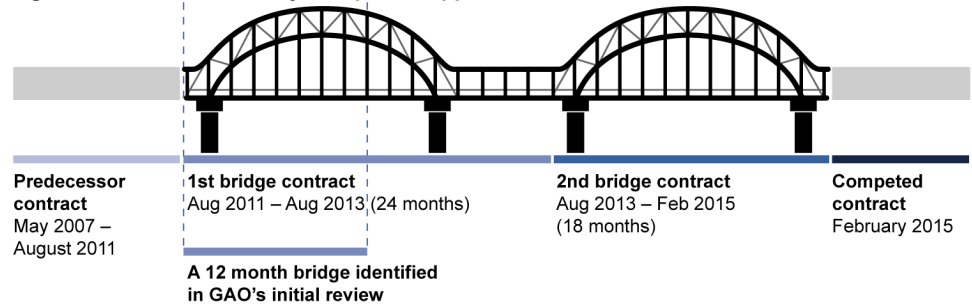 Predecessor
contract
May 2007 –
August 2011
1st bridge contract
Aug 2011 – Aug 2013 (24 months)
A 12 month bridge identified
in GAO's initial review
2nd bridge contract
Aug 2013 – Feb 2015
(18 months)
Competed
contract
February 2015